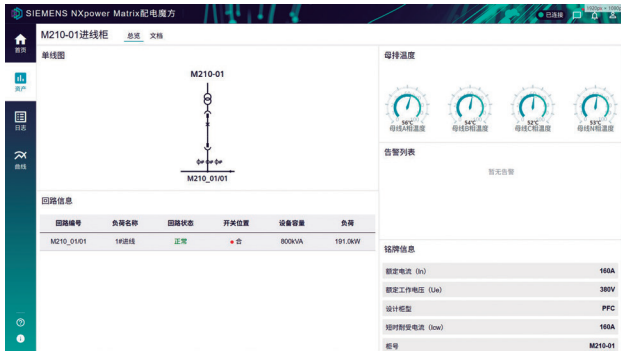 SIEMENS NXpower Matrix配电魔方
已连接
M210-01进线柜 总览 文档
首页
资产
日志
曲线
单线图
M210-01
M210_01/01
回路信息
回路编号 负荷名称 回路状态 开关位置 设备容量 负荷
M210_01/01 1#进线 正常 合 800kVA 191.0kW
母排温度
56℃ 54℃ 52℃ 53℃
母线A相温度 母线B相温度 母线C相温度 母线N相温度
告警列表
暂无告警
铭牌信息
额定电流（In） 160A
额定工作电压（Ue） 380V
设计柜型 PFC
短时耐受电流（Icw） 160A
柜号 M210-01